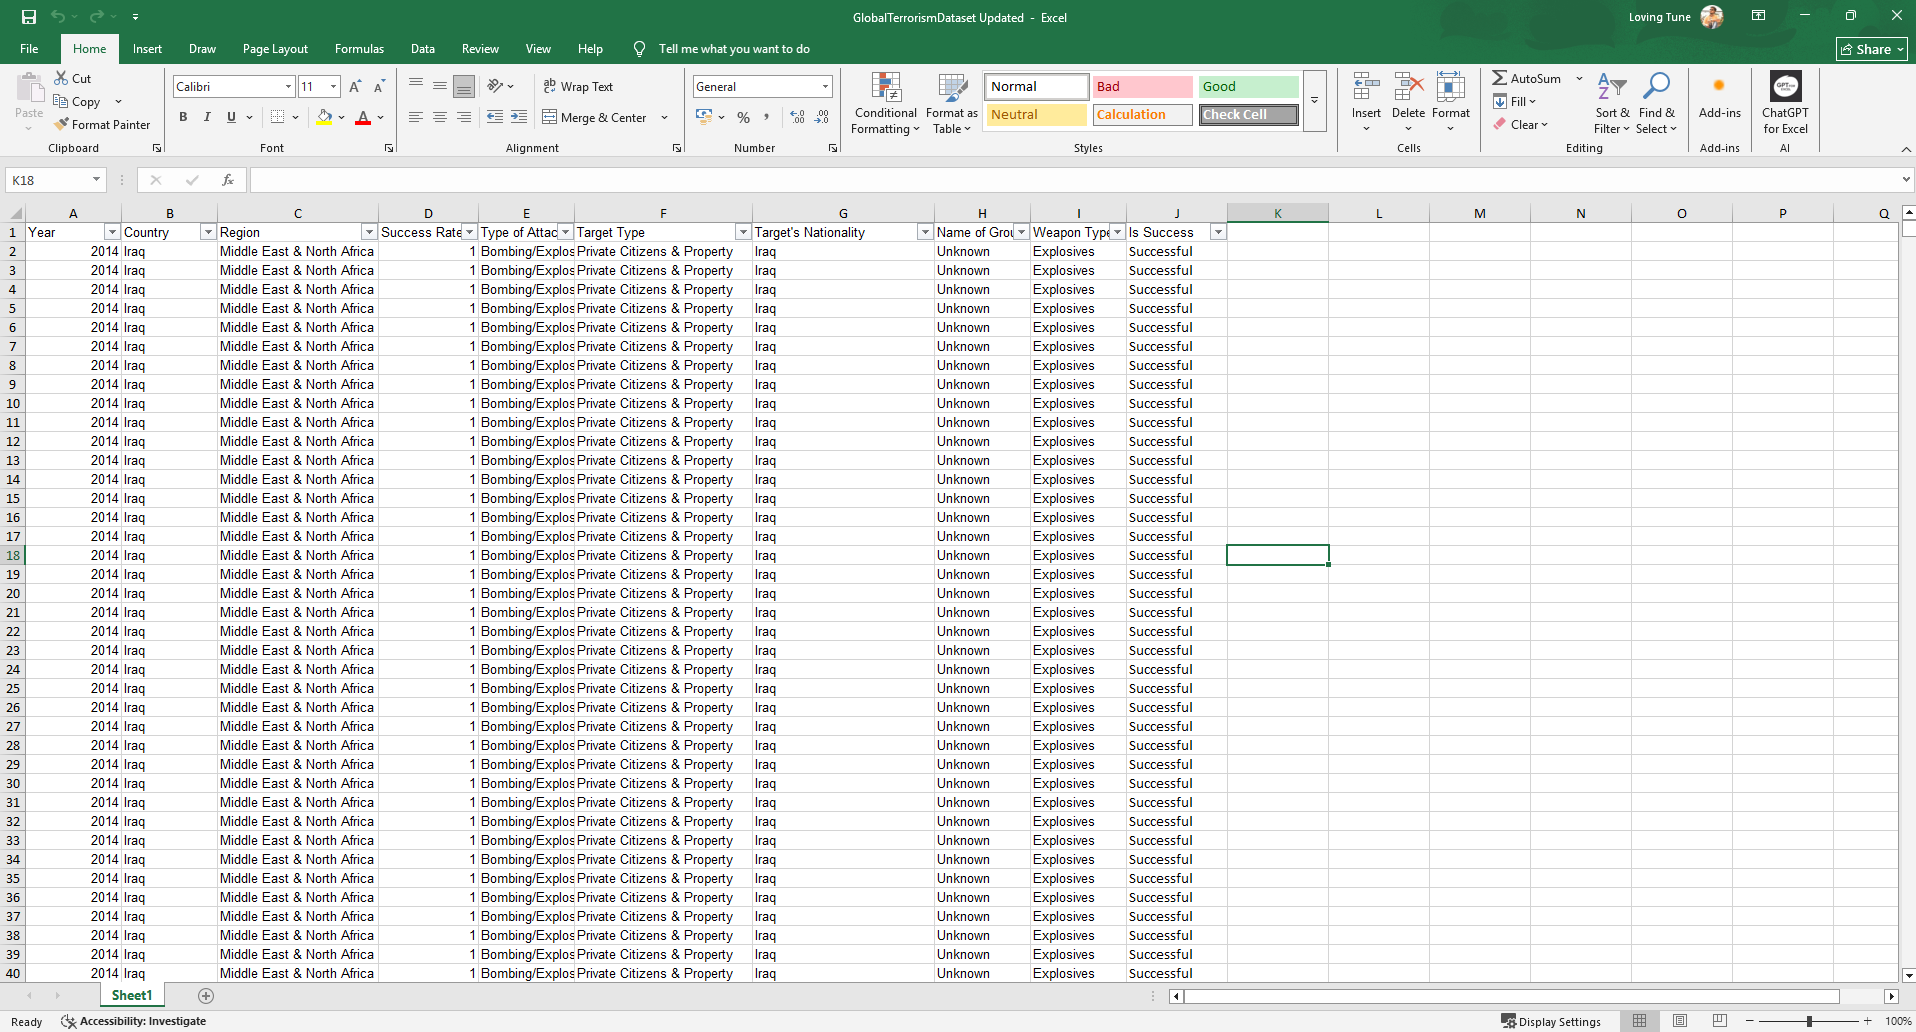 GlobalTerrorismDataset Updated - Excel
Loving Tune
File Home Insert Draw Page Layout Formulas Data Review View Help Tell me what you want to do Share
Paste Cut Copy Format Painter Clipboard
Calibri 11 A A B I U A Font
ab Wrap Text Merge & Center Alignment
General % , Number
Conditional Formatting Format as Table Normal Bad Good Neutral Calculation Check Cell Styles
Insert Delete Format Cells
AutoSum Fill Clear Sort & Filter Find & Select Editing
Add-ins Add-ins
ChatGPT for Excel AI
K18 fx
A B C D E F G H I J K L M N O P Q
1 Year Country Region Success Rate Type of Attac Target Type Target's Nationality Name of Grou Weapon Type Is Success
2 2014 Iraq Middle East & North Africa 1 Bombing/Explos Private Citizens & Property Iraq Unknown Explosives Successful
3 2014 Iraq Middle East & North Africa 1 Bombing/Explos Private Citizens & Property Iraq Unknown Explosives Successful
4 2014 Iraq Middle East & North Africa 1 Bombing/Explos Private Citizens & Property Iraq Unknown Explosives Successful
5 2014 Iraq Middle East & North Africa 1 Bombing/Explos Private Citizens & Property Iraq Unknown Explosives Successful
6 2014 Iraq Middle East & North Africa 1 Bombing/Explos Private Citizens & Property Iraq Unknown Explosives Successful
7 2014 Iraq Middle East & North Africa 1 Bombing/Explos Private Citizens & Property Iraq Unknown Explosives Successful
8 2014 Iraq Middle East & North Africa 1 Bombing/Explos Private Citizens & Property Iraq Unknown Explosives Successful
9 2014 Iraq Middle East & North Africa 1 Bombing/Explos Private Citizens & Property Iraq Unknown Explosives Successful
10 2014 Iraq Middle East & North Africa 1 Bombing/Explos Private Citizens & Property Iraq Unknown Explosives Successful
11 2014 Iraq Middle East & North Africa 1 Bombing/Explos Private Citizens & Property Iraq Unknown Explosives Successful
12 2014 Iraq Middle East & North Africa 1 Bombing/Explos Private Citizens & Property Iraq Unknown Explosives Successful
13 2014 Iraq Middle East & North Africa 1 Bombing/Explos Private Citizens & Property Iraq Unknown Explosives Successful
14 2014 Iraq Middle East & North Africa 1 Bombing/Explos Private Citizens & Property Iraq Unknown Explosives Successful
15 2014 Iraq Middle East & North Africa 1 Bombing/Explos Private Citizens & Property Iraq Unknown Explosives Successful
16 2014 Iraq Middle East & North Africa 1 Bombing/Explos Private Citizens & Property Iraq Unknown Explosives Successful
17 2014 Iraq Middle East & North Africa 1 Bombing/Explos Private Citizens & Property Iraq Unknown Explosives Successful
18 2014 Iraq Middle East & North Africa 1 Bombing/Explos Private Citizens & Property Iraq Unknown Explosives Successful
19 2014 Iraq Middle East & North Africa 1 Bombing/Explos Private Citizens & Property Iraq Unknown Explosives Successful
20 2014 Iraq Middle East & North Africa 1 Bombing/Explos Private Citizens & Property Iraq Unknown Explosives Successful
21 2014 Iraq Middle East & North Africa 1 Bombing/Explos Private Citizens & Property Iraq Unknown Explosives Successful
22 2014 Iraq Middle East & North Africa 1 Bombing/Explos Private Citizens & Property Iraq Unknown Explosives Successful
23 2014 Iraq Middle East & North Africa 1 Bombing/Explos Private Citizens & Property Iraq Unknown Explosives Successful
24 2014 Iraq Middle East & North Africa 1 Bombing/Explos Private Citizens & Property Iraq Unknown Explosives Successful
25 2014 Iraq Middle East & North Africa 1 Bombing/Explos Private Citizens & Property Iraq Unknown Explosives Successful
26 2014 Iraq Middle East & North Africa 1 Bombing/Explos Private Citizens & Property Iraq Unknown Explosives Successful
27 2014 Iraq Middle East & North Africa 1 Bombing/Explos Private Citizens & Property Iraq Unknown Explosives Successful
28 2014 Iraq Middle East & North Africa 1 Bombing/Explos Private Citizens & Property Iraq Unknown Explosives Successful
29 2014 Iraq Middle East & North Africa 1 Bombing/Explos Private Citizens & Property Iraq Unknown Explosives Successful
30 2014 Iraq Middle East & North Africa 1 Bombing/Explos Private Citizens & Property Iraq Unknown Explosives Successful
31 2014 Iraq Middle East & North Africa 1 Bombing/Explos Private Citizens & Property Iraq Unknown Explosives Successful
32 2014 Iraq Middle East & North Africa 1 Bombing/Explos Private Citizens & Property Iraq Unknown Explosives Successful
33 2014 Iraq Middle East & North Africa 1 Bombing/Explos Private Citizens & Property Iraq Unknown Explosives Successful
34 2014 Iraq Middle East & North Africa 1 Bombing/Explos Private Citizens & Property Iraq Unknown Explosives Successful
35 2014 Iraq Middle East & North Africa 1 Bombing/Explos Private Citizens & Property Iraq Unknown Explosives Successful
36 2014 Iraq Middle East & North Africa 1 Bombing/Explos Private Citizens & Property Iraq Unknown Explosives Successful
37 2014 Iraq Middle East & North Africa 1 Bombing/Explos Private Citizens & Property Iraq Unknown Explosives Successful
38 2014 Iraq Middle East & North Africa 1 Bombing/Explos Private Citizens & Property Iraq Unknown Explosives Successful
39 2014 Iraq Middle East & North Africa 1 Bombing/Explos Private Citizens & Property Iraq Unknown Explosives Successful
40 2014 Iraq Middle East & North Africa 1 Bombing/Explos Private Citizens & Property Iraq Unknown Explosives Successful
Sheet1
Ready Accessibility: Investigate Display Settings 100%